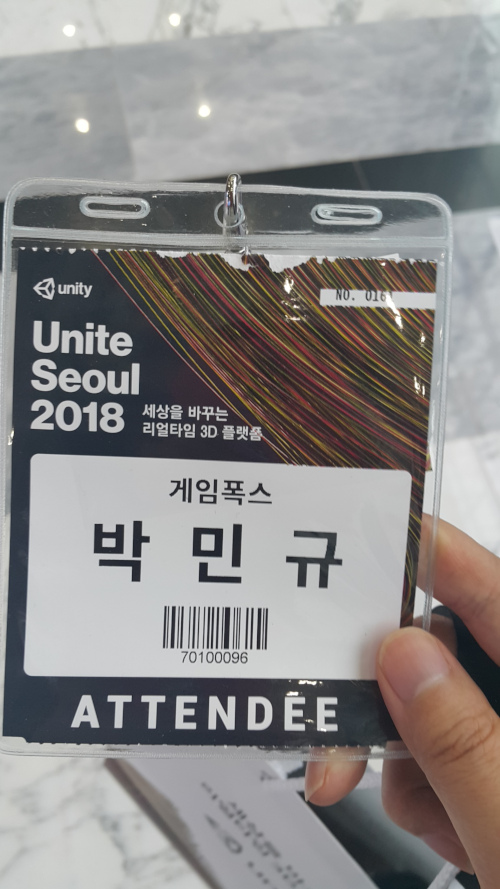 unity
NO. 016
Unite
Seoul
2018
세상을 바꾸는
리얼타임 3D 플랫폼
게임폭스
박 민 규
70100096
ATTENDEE